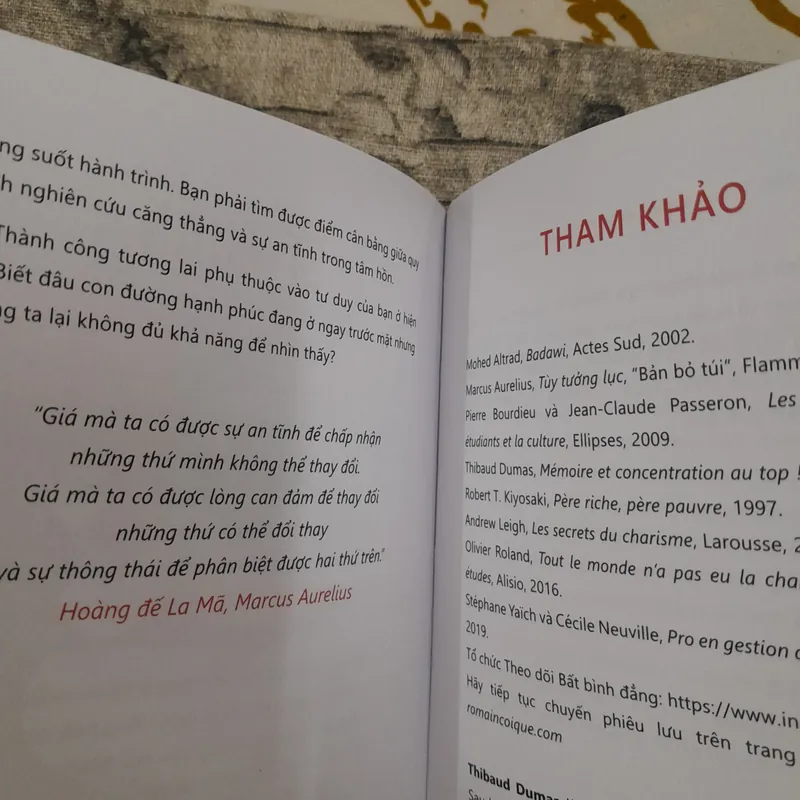 suốt hành trình. Bạn phải tìm được điểm cân bằng giữa quy
nghiên cứu căng thẳng và sự an tĩnh trong tâm hồn.
Thành công tương lai phụ thuộc vào tư duy của bạn ở hiện
Biết đâu con đường hạnh phúc đang ở ngay trước mặt nhưng
ta lại không đủ khả năng để nhìn thấy?
"Giá mà ta có được sự an tĩnh để chấp nhận
những thứ mình không thể thay đổi.
Giá mà ta có được lòng can đảm để thay đổi
những thứ có thể đổi thay
và sự thông thái để phân biệt được hai thứ trên."
Hoàng đế La Mã, Marcus Aurelius
THAM KHẢO
Mohed Altrad, Badawi, Actes Sud, 2002.
Marcus Aurelius, Tùy tưởng lục, "Bản bỏ túi", Flamm
Pierre Bourdieu và Jean-Claude Passeron, Les
étudiants et la culture, Ellipses, 2009.
Thibaud Dumas, Mémoire et concentration au top !
Robert T. Kiyosaki, Père riche, père pauvre, 1997.
Andrew Leigh, Les secrets du charisme, Larousse, 2
Olivier Roland, Tout le monde n'a pas eu la cha
études, Alisio, 2016.
Stéphane Yaïch và Cécile Neuville, Pro en gestion
2019.
Tổ chức Theo dõi Bất bình đẳng: https://www.in
Hãy tiếp tục chuyến phiêu lưu trên trang
romaincoique.com
Thibaud Dumas